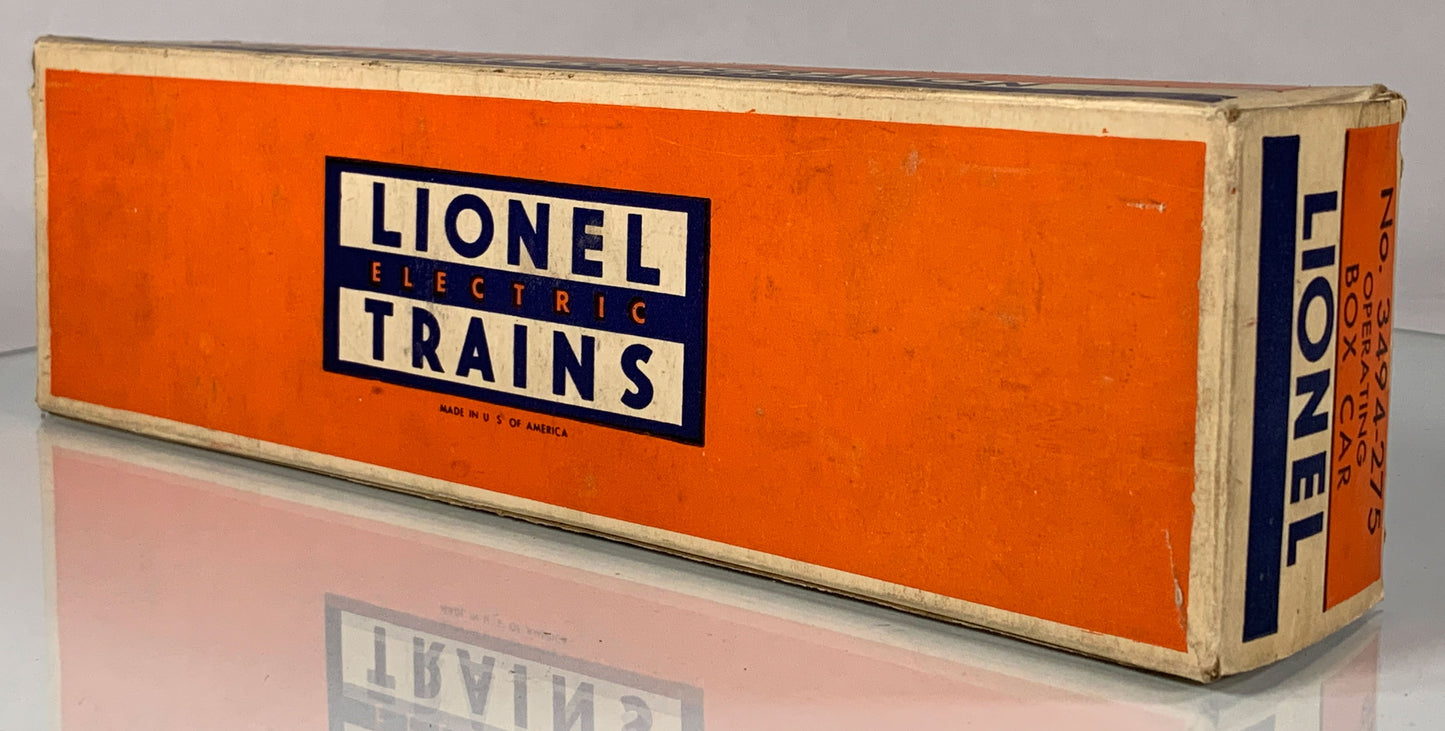 LIONEL
ELECTRIC
TRAINS
MADE IN U S OF AMERICA
No. 3494-275
OPERATING
BOX CAR
LIONEL